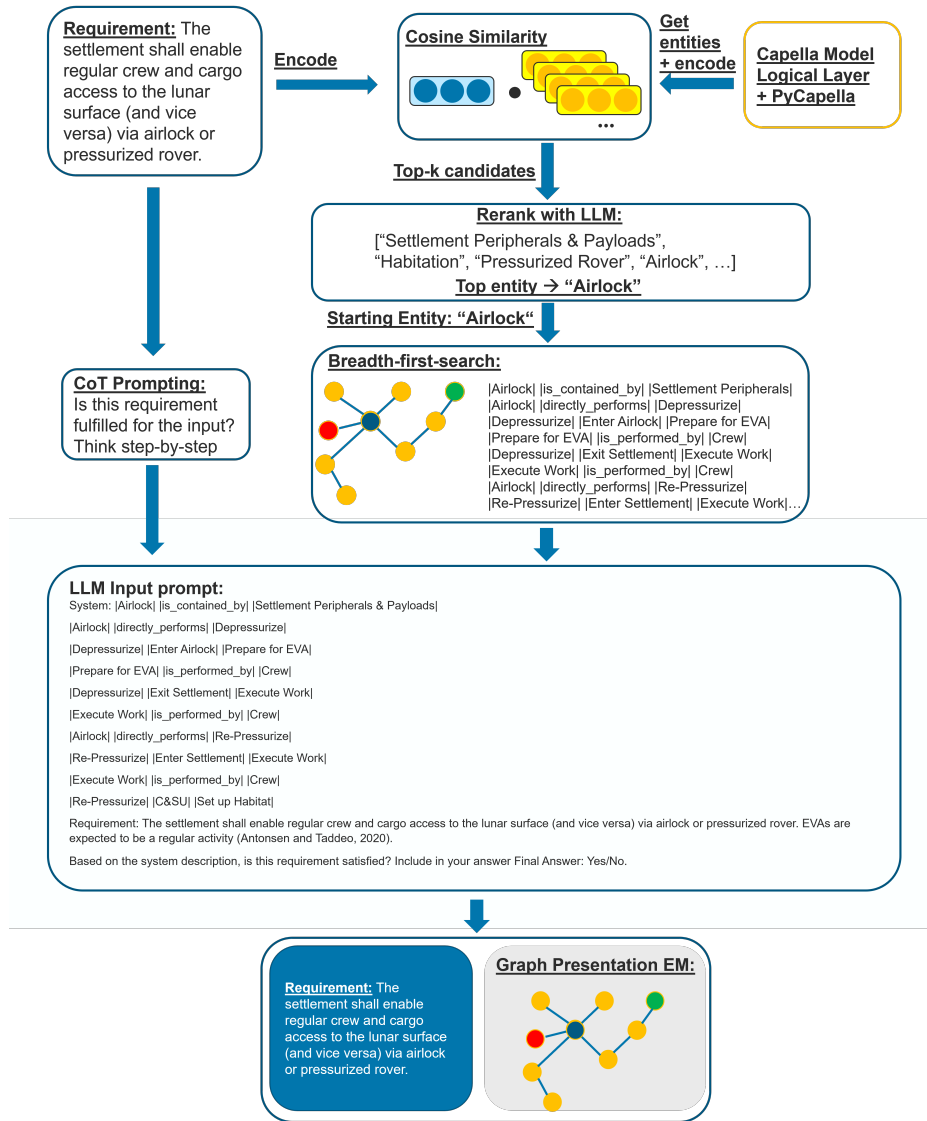 Requirement: The
settlement shall enable
regular crew and cargo
access to the lunar
surface (and vice
versa) via airlock or
pressurized rover.
Encode
Cosine Similarity
...
Get
entities
+ encode
Capella Model
Logical Layer
+ PyCapella
Top-k candidates
Rerank with LLM:
[“Settlement Peripherals & Payloads”,
“Habitation”, “Pressurized Rover”, “Airlock”, …]
Top entity → “Airlock”
Starting Entity: “Airlock“
CoT Prompting:
Is this requirement
fulfilled for the input?
Think step-by-step
Breadth-first-search:
|Airlock| |is_contained_by| |Settlement Peripherals|
|Airlock| |directly_performs| |Depressurize|
|Depressurize| |Enter Airlock| |Prepare for EVA|
|Prepare for EVA| |is_performed_by| |Crew|
|Depressurize| |Exit Settlement| |Execute Work|
|Execute Work| |is_performed_by| |Crew|
|Airlock| |directly_performs| |Re-Pressurize|
|Re-Pressurize| |Enter Settlement| |Execute Work|…
LLM Input prompt:
System: |Airlock| |is_contained_by| |Settlement Peripherals & Payloads|
|Airlock| |directly_performs| |Depressurize|
|Depressurize| |Enter Airlock| |Prepare for EVA|
|Prepare for EVA| |is_performed_by| |Crew|
|Depressurize| |Exit Settlement| |Execute Work|
|Execute Work| |is_performed_by| |Crew|
|Airlock| |directly_performs| |Re-Pressurize|
|Re-Pressurize| |Enter Settlement| |Execute Work|
|Execute Work| |is_performed_by| |Crew|
|Re-Pressurize| |C&SU| |Set up Habitat|
Requirement: The settlement shall enable regular crew and cargo access to the lunar surface (and vice versa) via airlock or pressurized rover. EVAs are
expected to be a regular activity (Antonsen and Taddeo, 2020).
Based on the system description, is this requirement satisfied? Include in your answer Final Answer: Yes/No.
Requirement: The
settlement shall enable
regular crew and cargo
access to the lunar surface
(and vice versa) via airlock
or pressurized rover.
Graph Presentation EM: